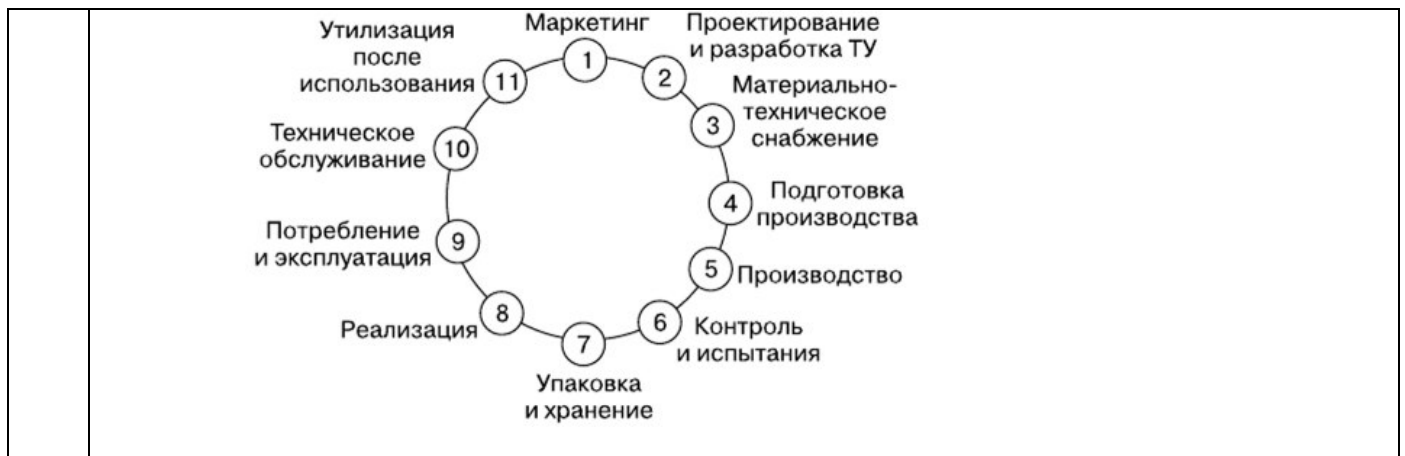 Маркетинг
1
Проектирование
и разработка ТУ
2
Материально-
техническое
снабжение
3
Подготовка
производства
4
Производство
5
Контроль
и испытания
6
Упаковка
и хранение
7
Реализация
8
Потребление
и эксплуатация
9
Техническое
обслуживание
10
Утилизация
после
использования
11